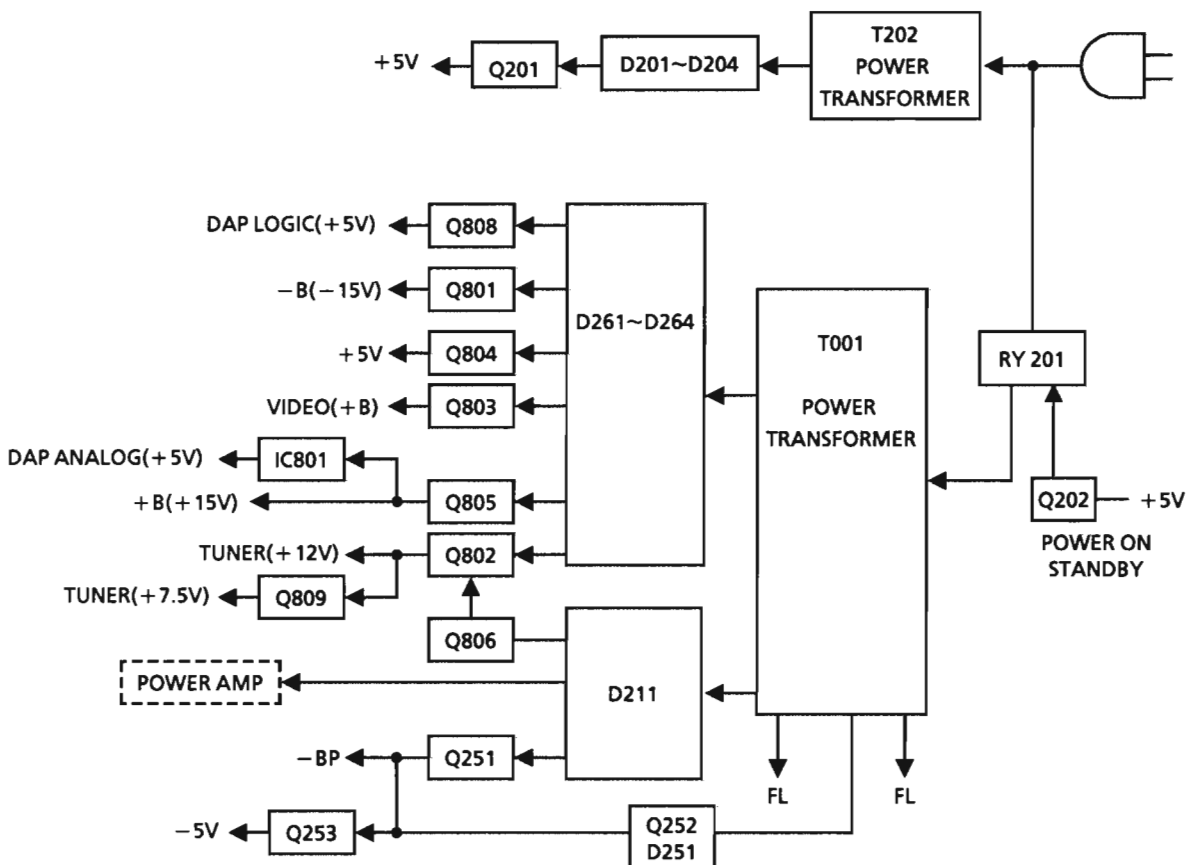 T202
POWER
TRANSFORMER
D201~D204
Q201
+5V
DAP LOGIC(+5V)
Q808
-B(-15V)
Q801
+5V
Q804
VIDEO(+B)
Q803
DAP ANALOG(+5V)
IC801
+B(+15V)
Q805
TUNER(+12V)
Q802
TUNER(+7.5V)
Q809
Q806
D261~D264
T001
POWER
TRANSFORMER
RY 201
Q202
+5V
POWER ON
STANDBY
POWER AMP
D211
-BP
Q251
-5V
Q253
Q252
D251
FL
FL